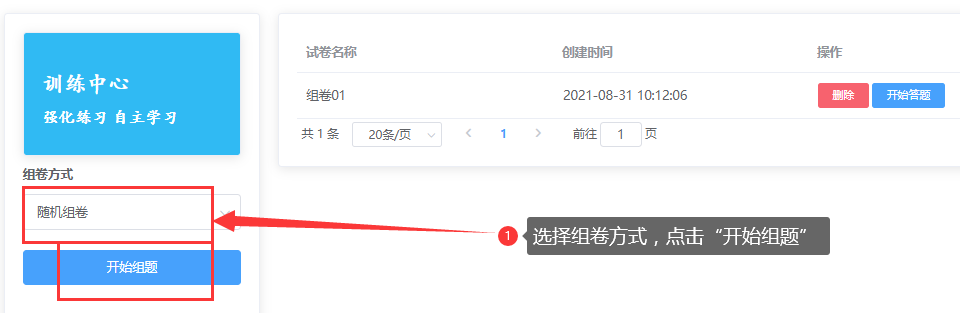 训练中心
强化练习 自主学习
组卷方式
随机组卷
开始组题
试卷名称 创建时间 操作
组卷01 2021-08-31 10:12:06 删除 开始答题
共 1 条 20条/页 1 前往 1 页
1 选择组卷方式，点击“开始组题”